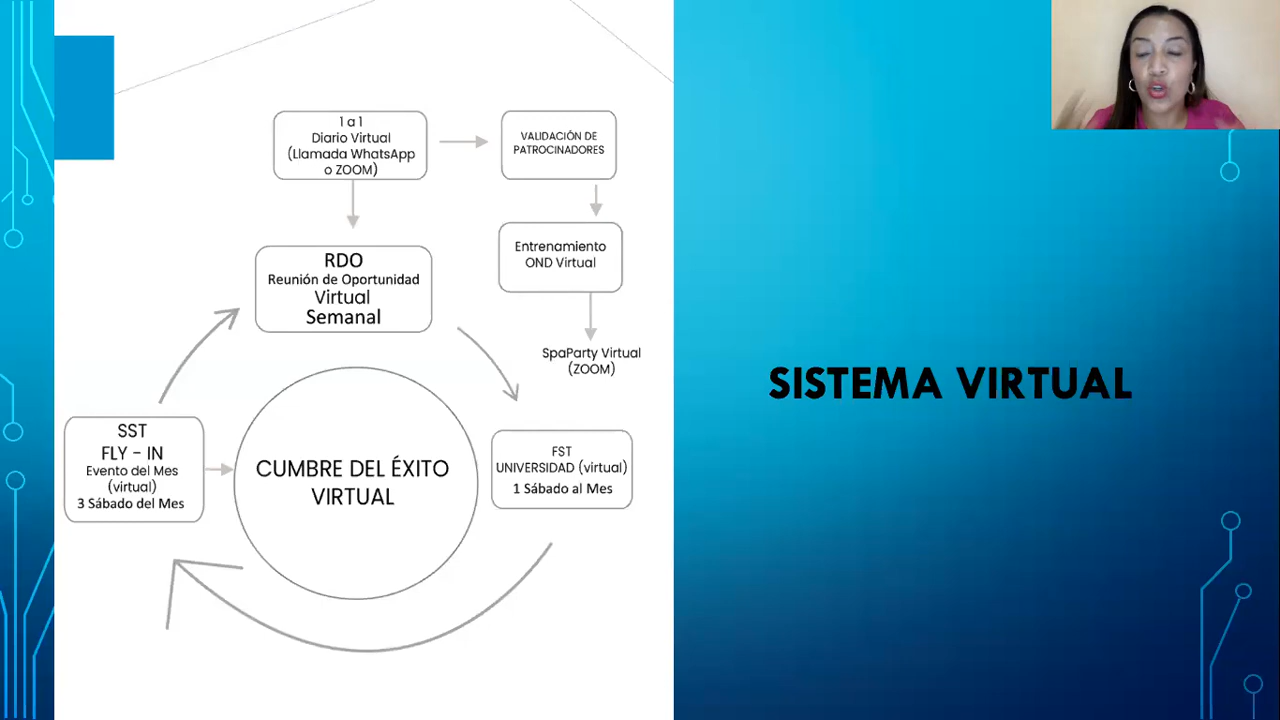 1 a 1
Diario Virtual
(Llamada WhatsApp
o ZOOM)
VALIDACIÓN DE
PATROCINADORES
RDO
Reunión de Oportunidad
Virtual
Semanal
Entrenamiento
OND Virtual
SpaParty Virtual
(ZOOM)
SST
FLY - IN
Evento del Mes
(virtual)
3 Sábado del Mes
CUMBRE DEL ÉXITO
VIRTUAL
FST
UNIVERSIDAD (virtual)
1 Sábado al Mes
SISTEMA VIRTUAL